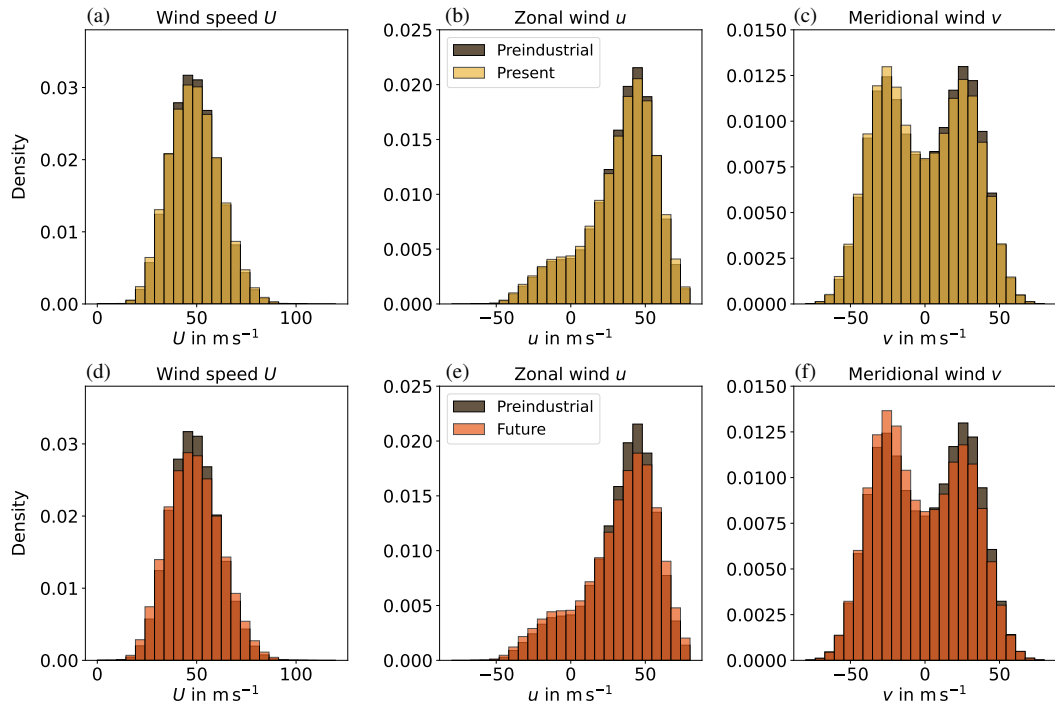 (a) Wind speed U
(b) Zonal wind u
(c) Meridional wind v
Density
0.03
0.02
0.01
0.00
0 50 100
U in m s⁻¹
0.025
0.020
0.015
0.010
0.005
0.000
Preindustrial
Present
−50 0 50
u in m s⁻¹
0.0150
0.0125
0.0100
0.0075
0.0050
0.0025
0.0000
−50 0 50
v in m s⁻¹
(d) Wind speed U
(e) Zonal wind u
(f) Meridional wind v
Density
0.03
0.02
0.01
0.00
0 50 100
U in m s⁻¹
0.025
0.020
0.015
0.010
0.005
0.000
Preindustrial
Future
−50 0 50
u in m s⁻¹
0.0150
0.0125
0.0100
0.0075
0.0050
0.0025
0.0000
−50 0 50
v in m s⁻¹